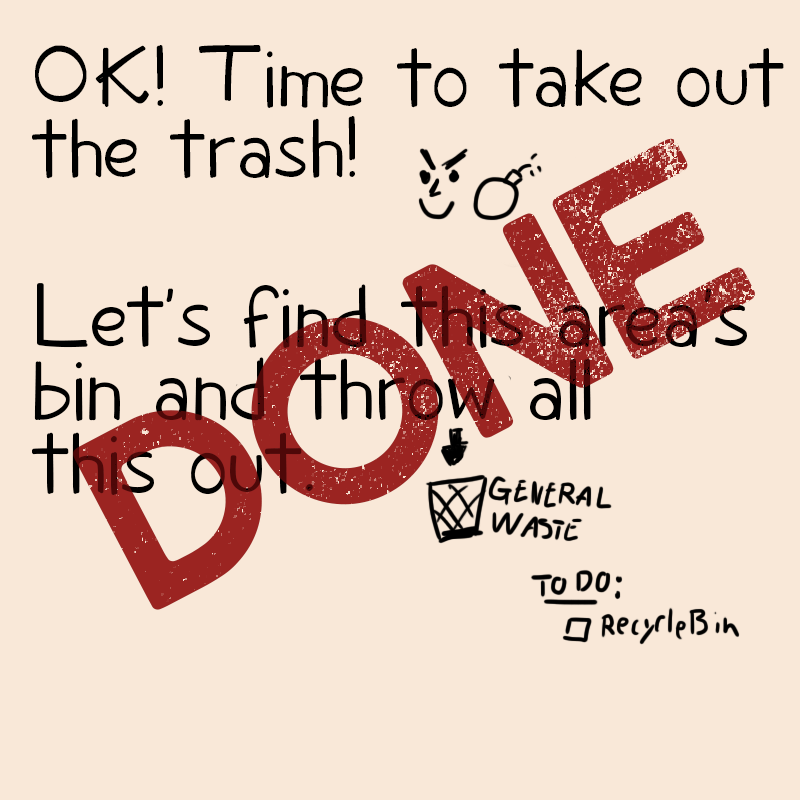 OK! Time to take out
the trash!
Let's find this area's
bin and throw all
this out.
DONE
GENERAL
WASTE
TO DO:
RecycleBin